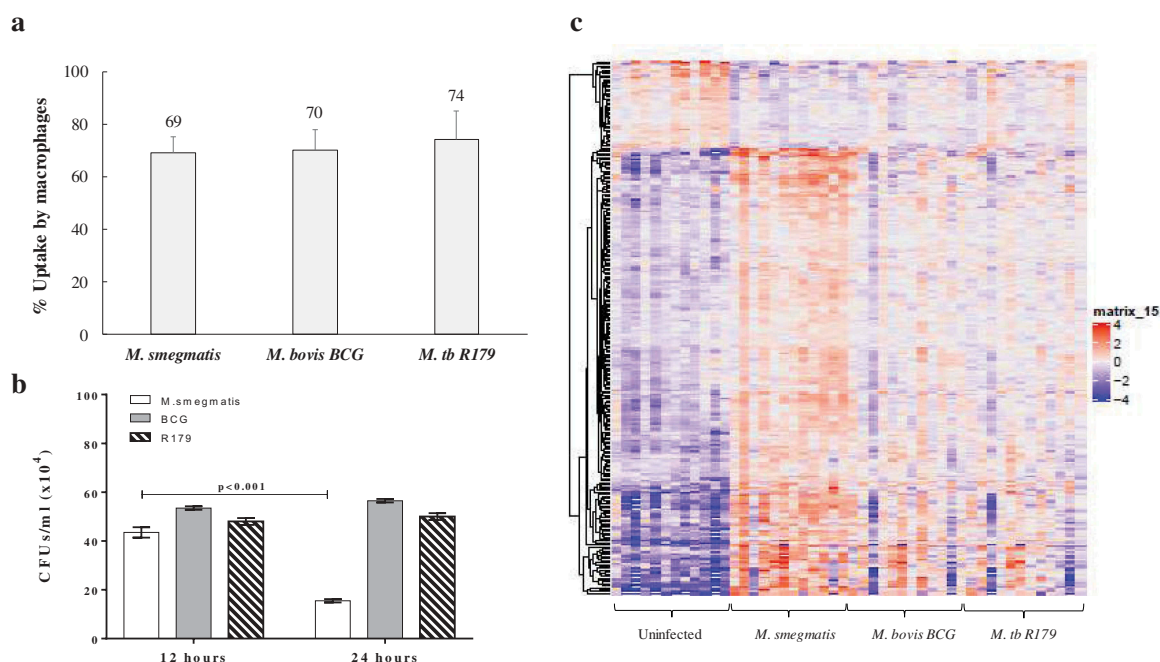 a
% Uptake by macrophages
100
80
60
40
20
0
69
70
74
M. smegmatis
M. bovis BCG
M. tb R179
b
CFUs/ml (x10⁴)
100
80
60
40
20
0
M.smegmatis
BCG
R179
p<0.001
12 hours
24 hours
c
matrix_15
4
2
0
−2
−4
Uninfected
M. smegmatis
M. bovis BCG
M. tb R179